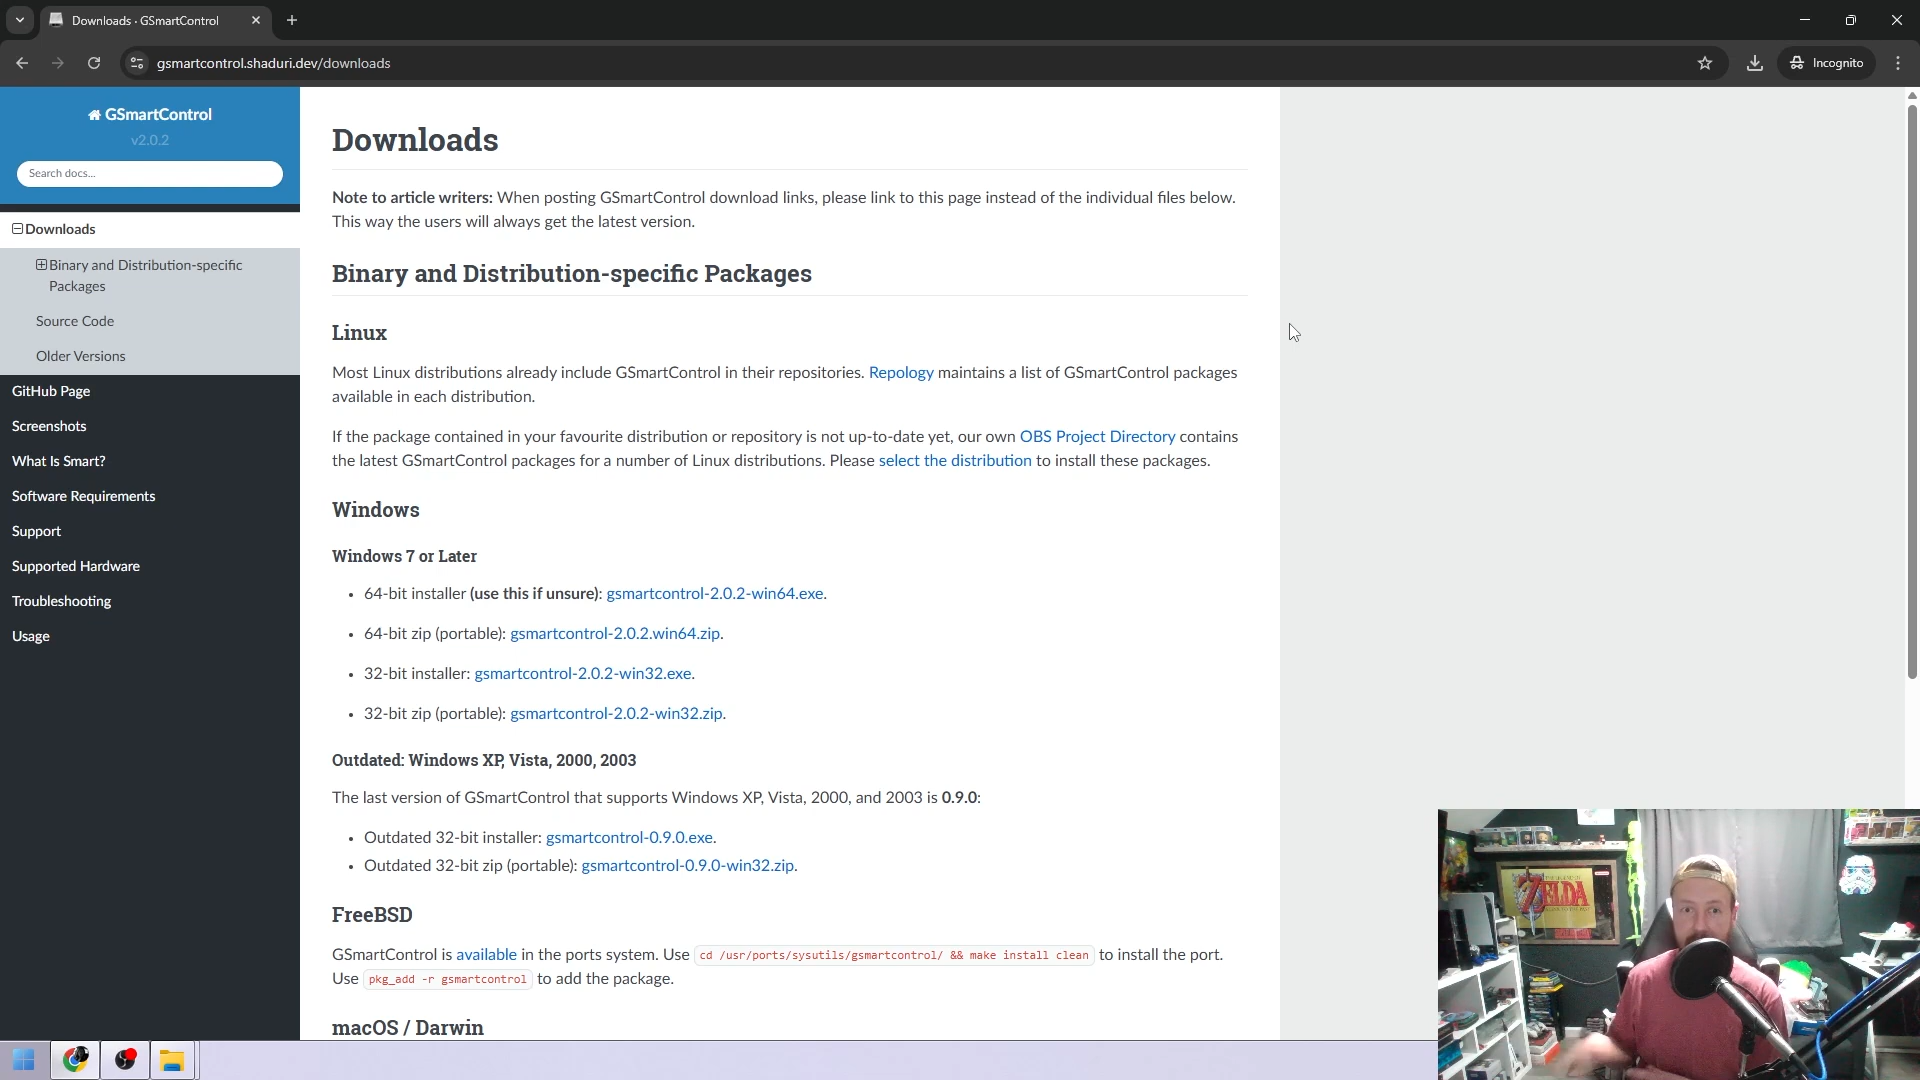 Downloads · GSmartControl
gsmartcontrol.shaduri.dev/downloads
Incognito
GSmartControl
v2.0.2
Search docs...
Downloads
Binary and Distribution-specific
Packages
Source Code
Older Versions
GitHub Page
Screenshots
What Is Smart?
Software Requirements
Support
Supported Hardware
Troubleshooting
Usage
Downloads
Note to article writers: When posting GSmartControl download links, please link to this page instead of the individual files below.
This way the users will always get the latest version.
Binary and Distribution-specific Packages
Linux
Most Linux distributions already include GSmartControl in their repositories. Repology maintains a list of GSmartControl packages
available in each distribution.
If the package contained in your favourite distribution or repository is not up-to-date yet, our own OBS Project Directory contains
the latest GSmartControl packages for a number of Linux distributions. Please select the distribution to install these packages.
Windows
Windows 7 or Later
• 64-bit installer (use this if unsure): gsmartcontrol-2.0.2-win64.exe.
• 64-bit zip (portable): gsmartcontrol-2.0.2.win64.zip.
• 32-bit installer: gsmartcontrol-2.0.2-win32.exe.
• 32-bit zip (portable): gsmartcontrol-2.0.2-win32.zip.
Outdated: Windows XP, Vista, 2000, 2003
The last version of GSmartControl that supports Windows XP, Vista, 2000, and 2003 is 0.9.0:
• Outdated 32-bit installer: gsmartcontrol-0.9.0.exe.
• Outdated 32-bit zip (portable): gsmartcontrol-0.9.0-win32.zip.
FreeBSD
GSmartControl is available in the ports system. Use cd /usr/ports/sysutils/gsmartcontrol/ && make install clean to install the port.
Use pkg_add -r gsmartcontrol to add the package.
macOS / Darwin
ZELDA